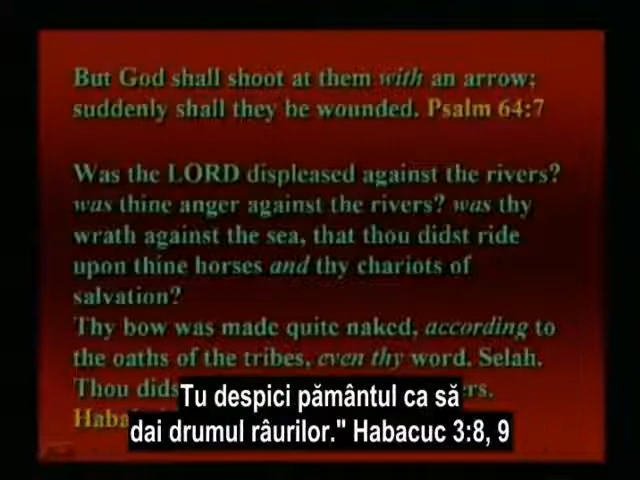 But God shall shoot at them with an arrow;
suddenly shall they be wounded. Psalm 64:7
Was the LORD displeased against the rivers?
was thine anger against the rivers? was thy
wrath against the sea, that thou didst ride
upon thine horses and thy chariots of
salvation?
Thy bow was made quite naked, according to
the oaths of the tribes, even thy word. Selah.
Thou
Tu despici pământul ca să
dai drumul râurilor." Habacuc 3:8, 9